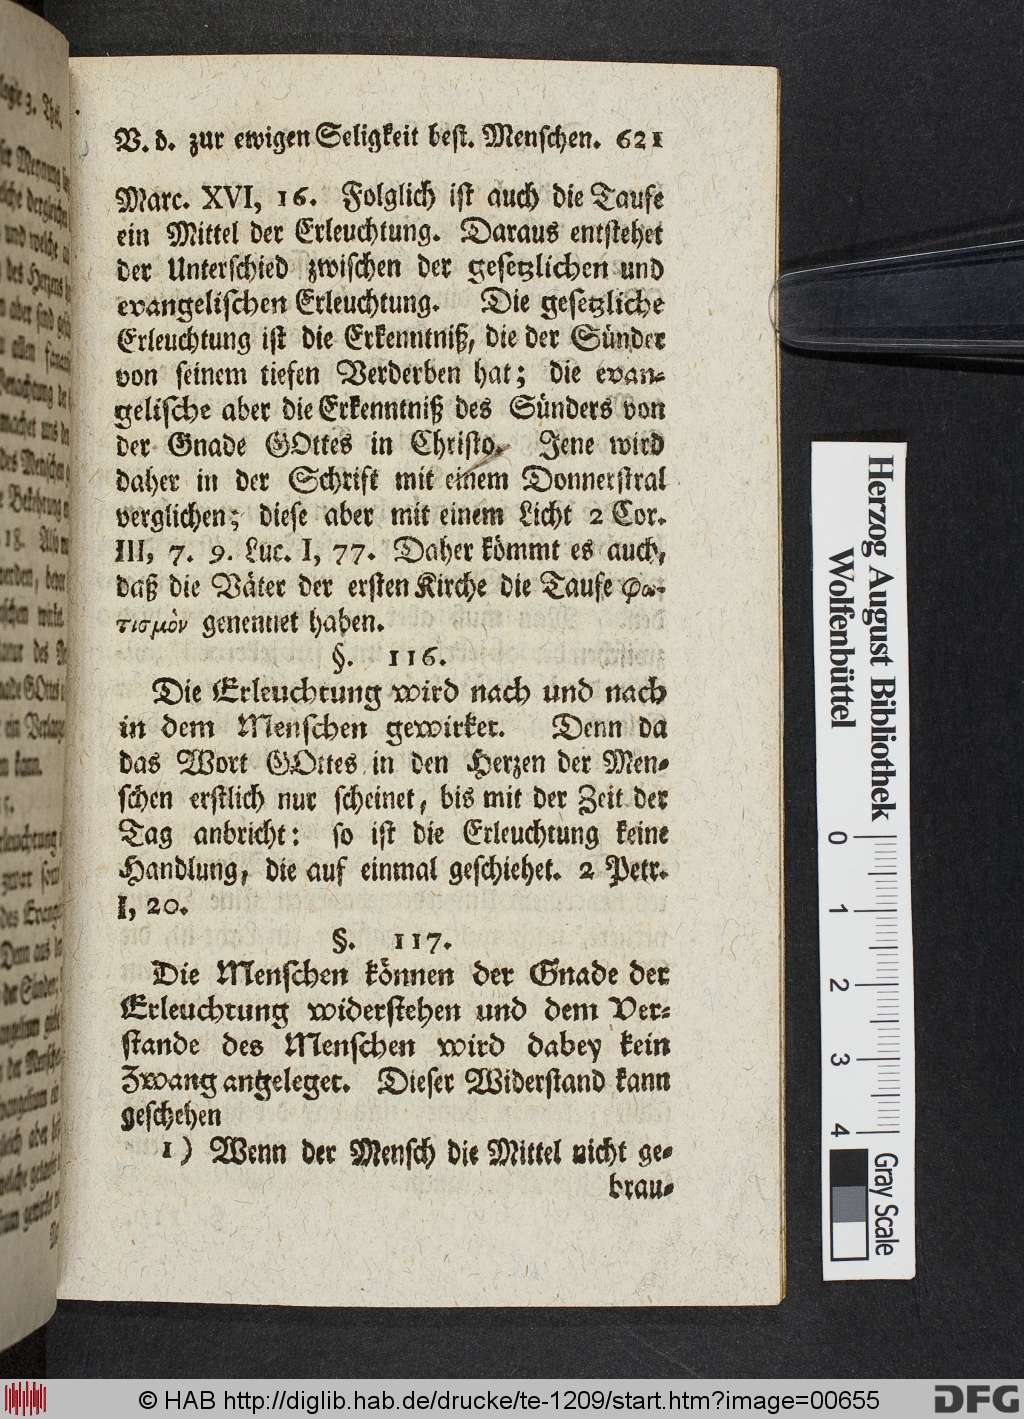 V. d. zur ewigen Seligkeit best. Menschen. 621
Marc. XVI, 16. Folglich ist auch die Taufe
ein Mittel der Erleuchtung. Daraus entstehet
der Unterschied zwischen der gesetzlichen und
evangelischen Erleuchtung. Die gesetzliche
Erleuchtung ist die Erkenntniß, die der Sünder
von seinem tiefen Verderben hat; die evan-
gelische aber die Erkenntniß des Sünders von
der Gnade GOttes in Christo. Jene wird
daher in der Schrift mit einem Donnerstral
verglichen; diese aber mit einem Licht 2 Cor.
III, 7. 9. Luc. I, 77. Daher kömmt es auch,
daß die Väter der ersten Kirche die Taufe φω-
τισμὸν genennet haben.
§. 116.
Die Erleuchtung wird nach und nach
in dem Menschen gewirket. Denn da
das Wort GOttes in den Herzen der Men-
schen erstlich nur scheinet, bis mit der Zeit der
Tag anbricht: so ist die Erleuchtung keine
Handlung, die auf einmal geschiehet. 2 Petr.
I, 20.
§. 117.
Die Menschen können der Gnade der
Erleuchtung widerstehen und dem Ver-
stande des Menschen wird dabey kein
Zwang angeleget. Dieser Widerstand kann
geschehen
1) Wenn der Mensch die Mittel nicht ge-
brau-
Herzog August Bibliothek
Wolfenbüttel
0 1 2 3 4
Gray Scale
© HAB http://diglib.hab.de/drucke/te-1209/start.htm?image=00655
DFG